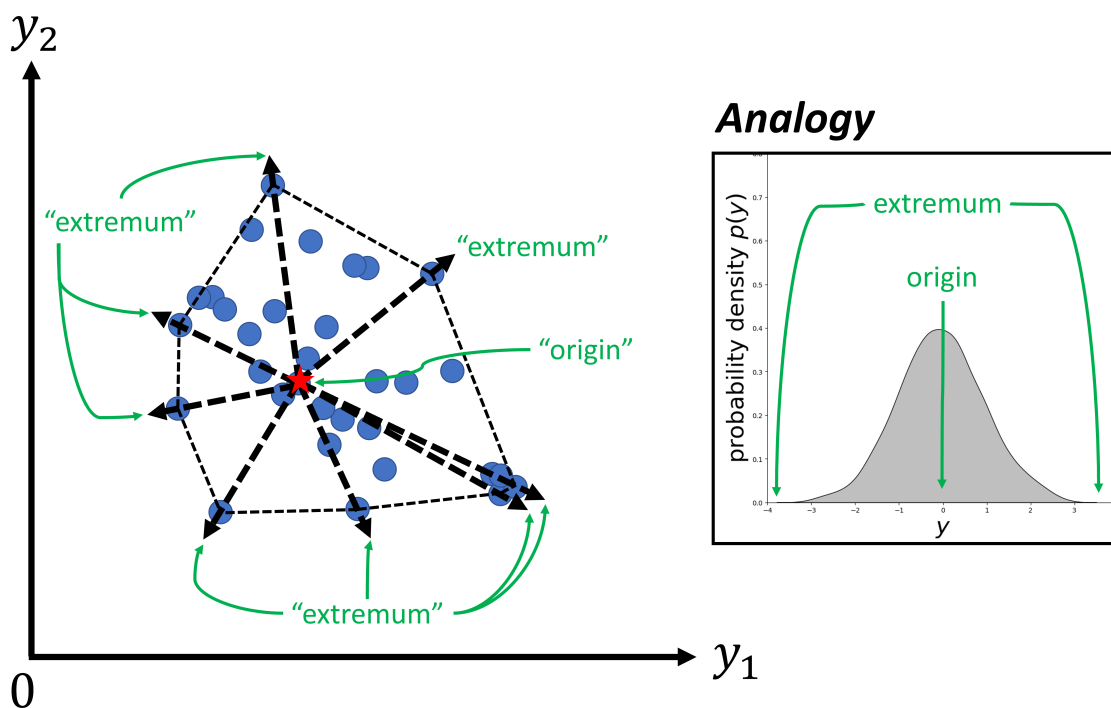 y₂
“extremum”
“extremum”
“origin”
“extremum”
0
y₁
Analogy
probability density p(y)
0.8
0.7
0.6
0.5
0.4
0.3
0.2
0.1
0.0
extremum
origin
−4 −3 −2 −1 0 1 2 3
y